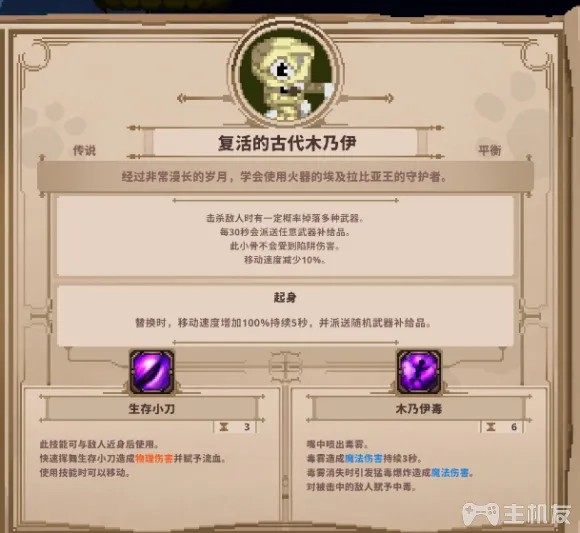 复活的古代木乃伊
传说
平衡
经过非常漫长的岁月，学会使用火器的埃及拉比亚王的守护者。
击杀敌人时有一定概率掉落多种武器。
每30秒会派送任意武器补给品。
此小骨不会受到陷阱伤害。
移动速度减少10%。
起身
替换时，移动速度增加100%持续5秒，并派送随机武器补给品。
生存小刀
3
此技能可与敌人近身后使用。
快速挥舞生存小刀造成物理伤害并赋予流血。
使用技能时可以移动。
木乃伊毒
6
嘴中喷出毒雾。
毒雾造成魔法伤害持续3秒。
毒雾消失时引发猛毒爆炸造成魔法伤害。
对被击中的敌人赋予中毒。
主机友